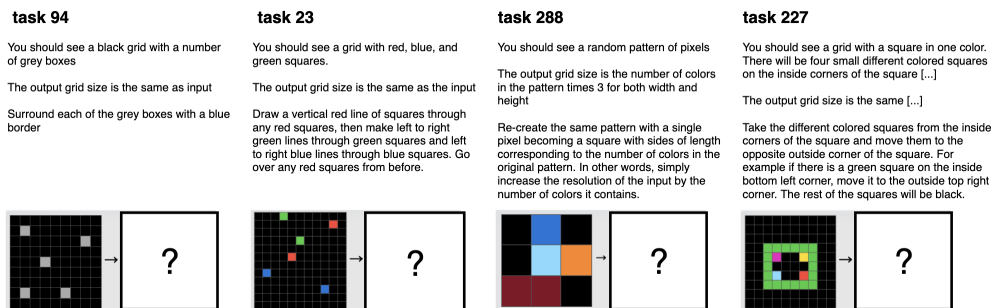 task 94
You should see a black grid with a number
of grey boxes
The output grid size is the same as input
Surround each of the grey boxes with a blue
border
?
task 23
You should see a grid with red, blue, and
green squares.
The output grid size is the same as the input
Draw a vertical red line of squares through
any red squares, then make left to right
green lines through green squares and left
to right blue lines through blue squares. Go
over any red squares from before.
?
task 288
You should see a random pattern of pixels
The output grid size is the number of colors
in the pattern times 3 for both width and
height
Re-create the same pattern with a single
pixel becoming a square with sides of length
corresponding to the number of colors in the
original pattern. In other words, simply
increase the resolution of the input by the
number of colors it contains.
?
task 227
You should see a grid with a square in one color.
There will be four small different colored squares
on the inside corners of the square [...]
The output grid size is the same [...]
Take the different colored squares from the inside
corners of the square and move them to the
opposite outside corner of the square. For
example if there is a green square on the inside
bottom left corner, move it to the outside top right
corner. The rest of the squares will be black.
?